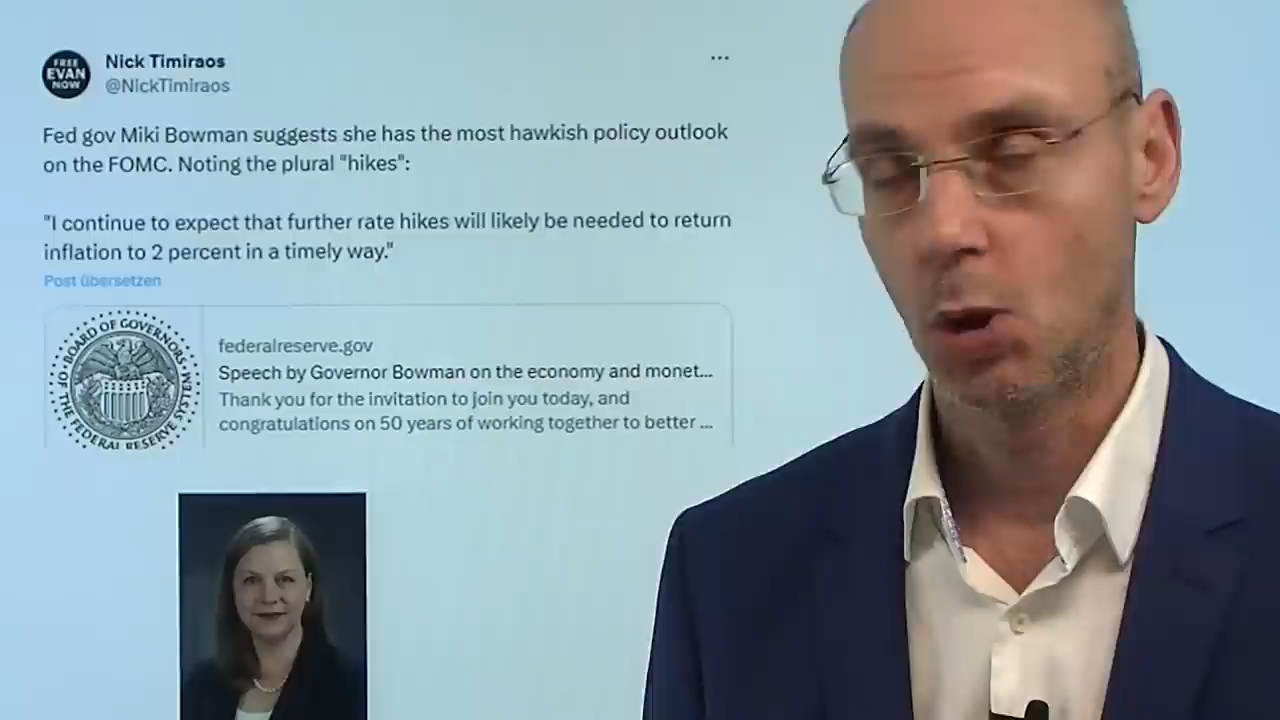 FREE
EVAN
NOW
Nick Timiraos
@NickTimiraos
Fed gov Miki Bowman suggests she has the most hawkish policy outlook
on the FOMC. Noting the plural "hikes":
"I continue to expect that further rate hikes will likely be needed to return
inflation to 2 percent in a timely way."
Post übersetzen
BOARD OF GOVERNORS
OF THE FEDERAL RESERVE SYSTEM
federalreserve.gov
Speech by Governor Bowman on the economy and monet...
Thank you for the invitation to join you today, and
congratulations on 50 years of working together to better ...